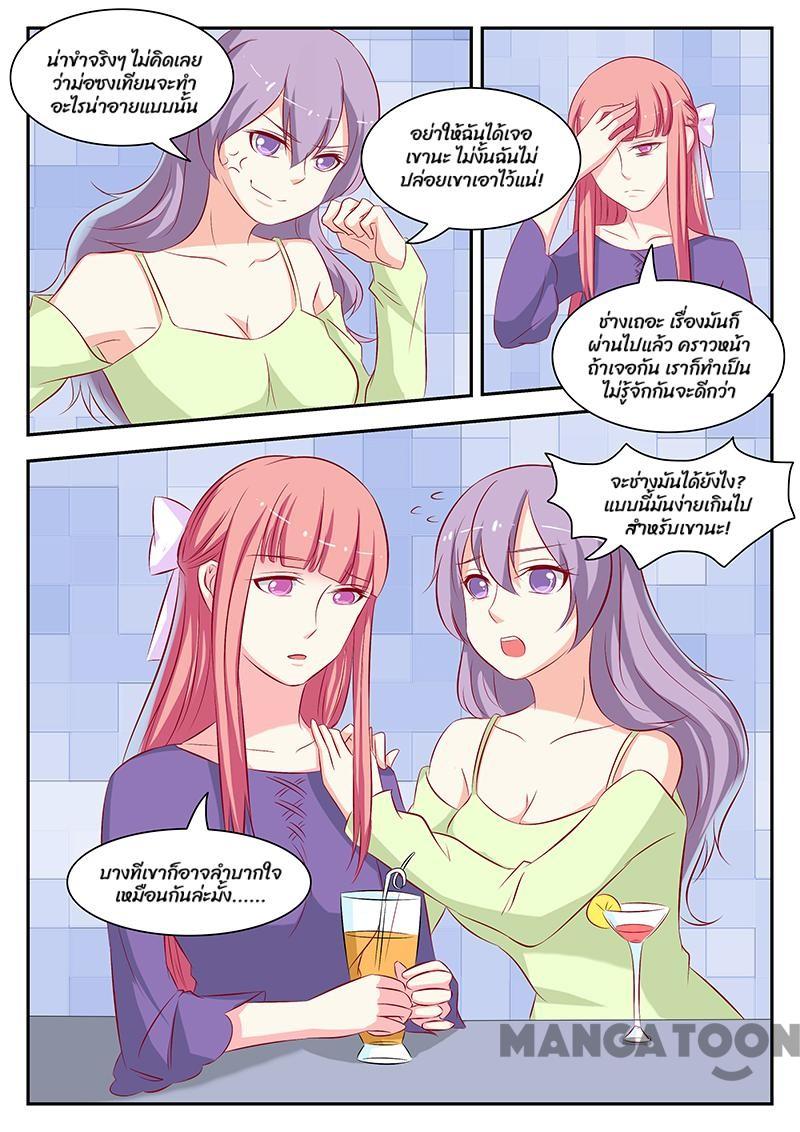 น่าขำจริงๆ ไม่คิดเลย
ว่าม่อซงเทียนจะทำ
อะไรน่าอายแบบนั้น
อย่าให้ฉันได้เจอ
เขานะ ไม่งั้นฉันไม่
ปล่อยเขาเอาไว้แน่!
ช่างเถอะ เรื่องมันก็
ผ่านไปแล้ว คราวหน้า
ถ้าเจอกัน เราก็ทำเป็น
ไม่รู้จักกันจะดีกว่า
จะช่างมันได้ยังไง?
แบบนี้มันง่ายเกินไป
สำหรับเขานะ!
บางทีเขาก็อาจลำบากใจ
เหมือนกันล่ะมั้ง......
MANGATOON